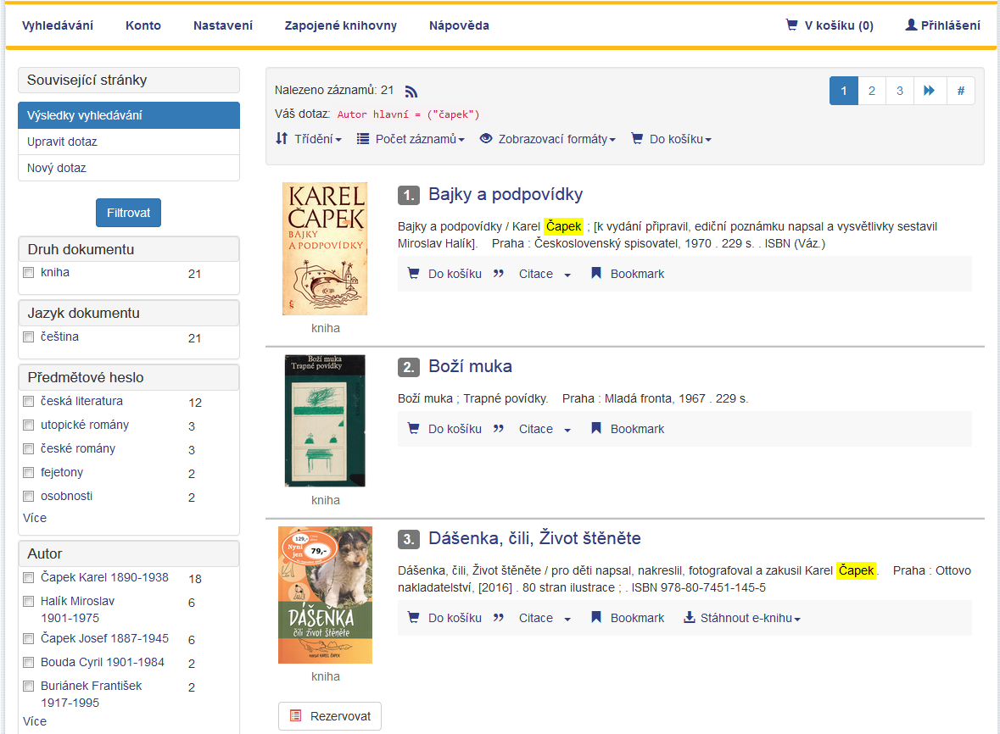 Vyhledávání Konto Nastavení Zapojené knihovny Nápověda V košíku (0) Přihlášení
Související stránky
Výsledky vyhledávání
Upravit dotaz
Nový dotaz
Filtrovat
Druh dokumentu
kniha 21
Jazyk dokumentu
čeština 21
Předmětové heslo
česká literatura 12
utopické romány 3
české romány 3
fejetony 2
osobnosti 2
Více
Autor
Čapek Karel 1890-1938 18
Halík Miroslav 6
1901-1975
Čapek Josef 1887-1945 6
Bouda Cyril 1901-1984 2
Buriánek František 2
1917-1995
Více
Nalezeno záznamů: 21
1 2 3 #
Váš dotaz: Autor hlavní = ("čapek")
Třídění Počet záznamů Zobrazovací formáty Do košíku
KAREL
ČAPEK
BAJKY
A PODPOVÍDKY
kniha
1. Bajky a podpovídky
Bajky a podpovídky / Karel Čapek ; [k vydání připravil, ediční poznámku napsal a vysvětlivky sestavil
Miroslav Halík]. Praha : Československý spisovatel, 1970 . 229 s. . ISBN (Váz.)
Do košíku Citace Bookmark
Boží muka
Trapné povídky
kniha
2. Boží muka
Boží muka ; Trapné povídky. Praha : Mladá fronta, 1967 . 229 s.
Do košíku Citace Bookmark
129,-
Nyní
jen 79,-
DÁŠEŇKA
čili život štěněte
napsal KAREL ČAPEK
kniha
3. Dášenka, čili, Život štěněte
Dášenka, čili, Život štěněte / pro děti napsal, nakreslil, fotografoval a zakusil Karel Čapek . Praha : Ottovo
nakladatelství, [2016] . 80 stran ilustrace ; . ISBN 978-80-7451-145-5
Do košíku Citace Bookmark Stáhnout e-knihu
Rezervovat